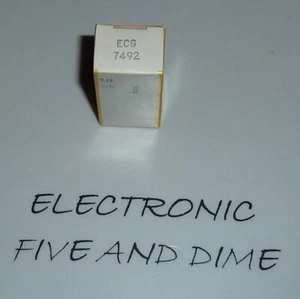 ECG
7492
ELECTRONIC
FIVE AND DIME